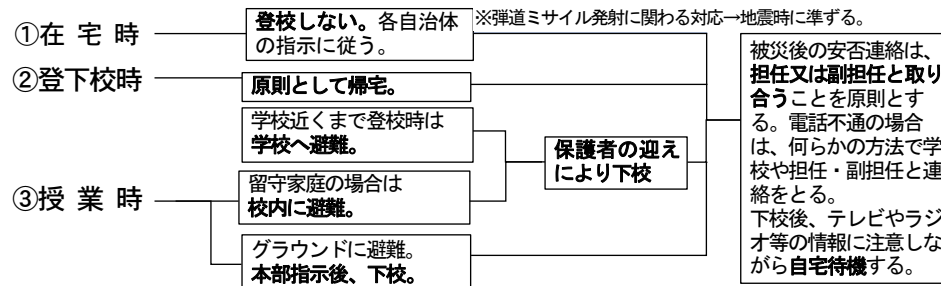 ※弾道ミサイル発射に関わる対応→地震時に準ずる。
①在宅時
登校しない。各自治体
の指示に従う。
②登下校時
原則として帰宅。
学校近くまで登校時は
学校へ避難。
③授業時
留守家庭の場合は
校内に避難。
グラウンドに避難。
本部指示後、下校。
保護者の迎え
により下校
被災後の安否連絡は、
担任又は副担任と取り
合うことを原則とす
る。電話不通の場合
は、何らかの方法で学
校や担任・副担任と連
絡をとる。
下校後、テレビやラジ
オ等の情報に注意しな
がら自宅待機する。